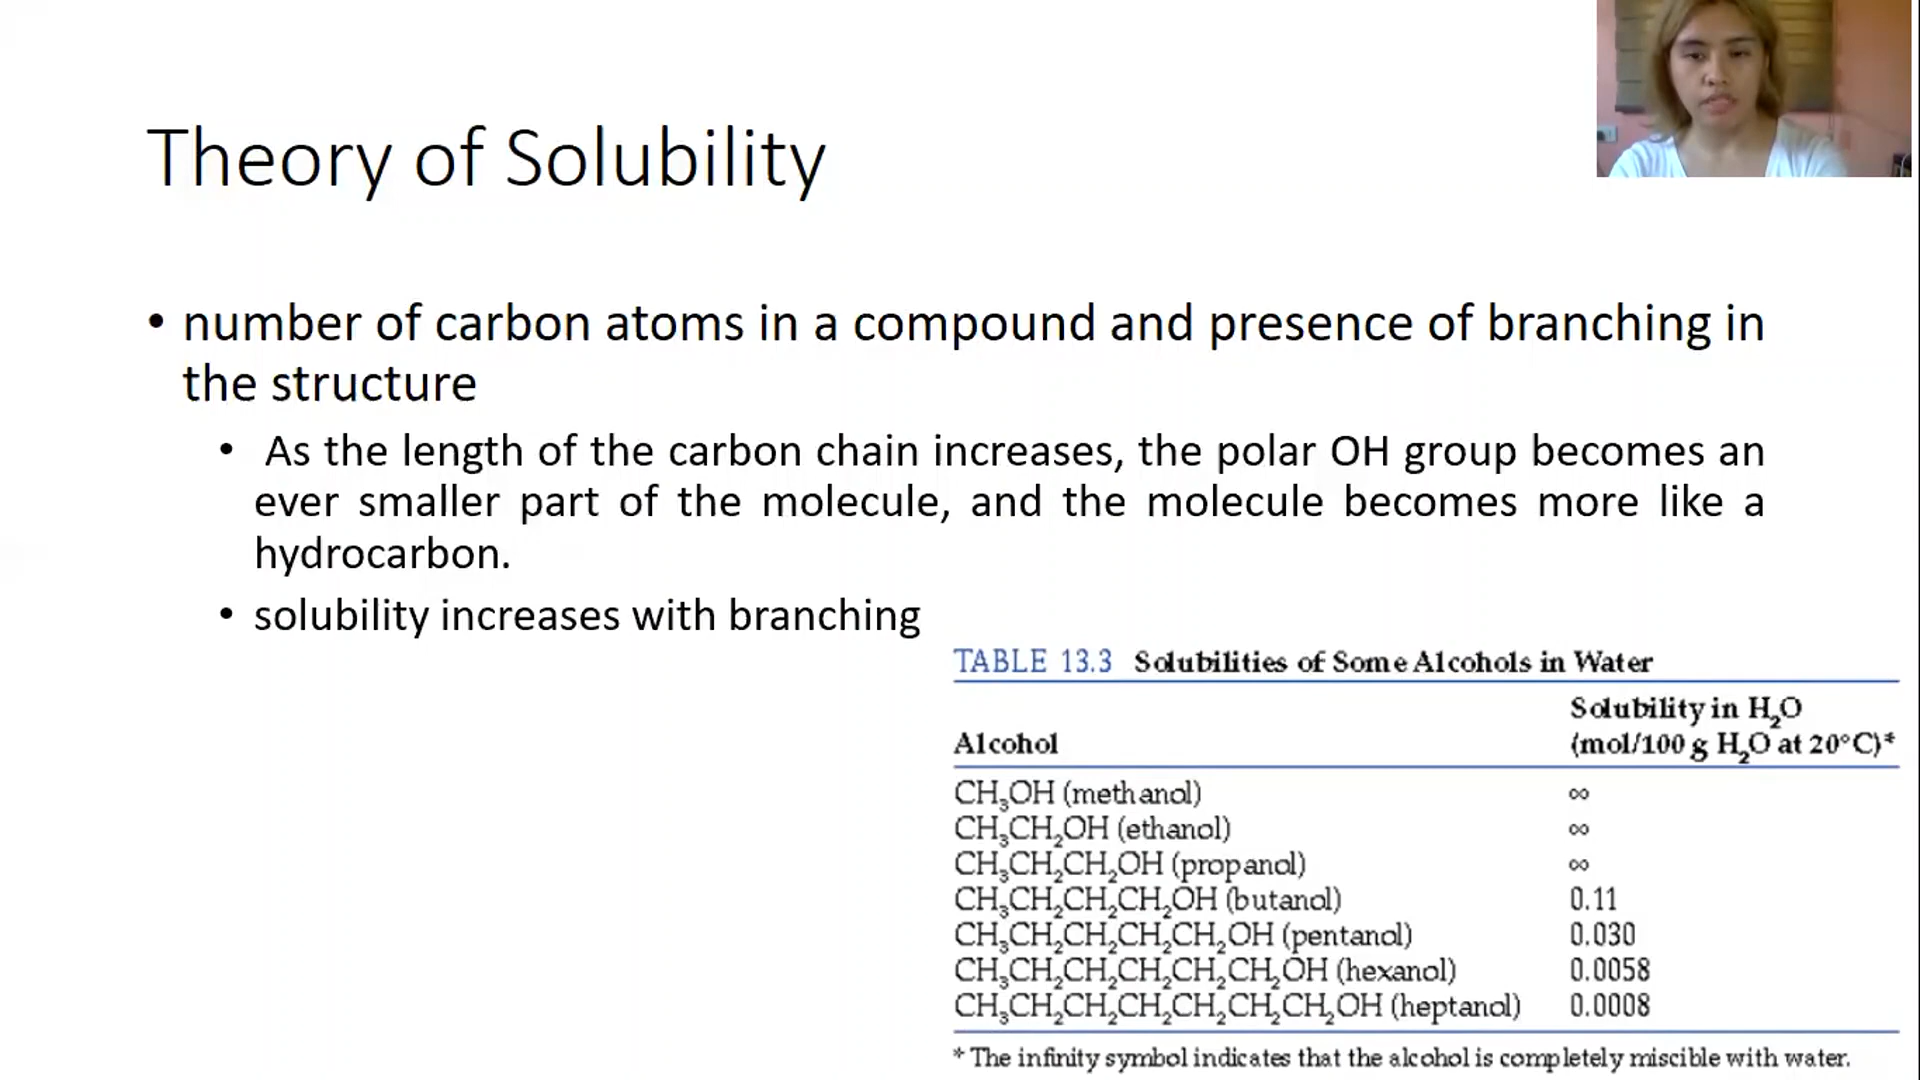 Theory of Solubility
• number of carbon atoms in a compound and presence of branching in
the structure
• As the length of the carbon chain increases, the polar OH group becomes an
ever smaller part of the molecule, and the molecule becomes more like a
hydrocarbon.
• solubility increases with branching
TABLE 13.3 Solubilities of Some Alcohols in Water
Solubility in H₂O
Alcohol (mol/100 g H₂O at 20°C)*
CH₃OH (methanol) ∞
CH₃CH₂OH (ethanol) ∞
CH₃CH₂CH₂OH (propanol) ∞
CH₃CH₂CH₂CH₂OH (butanol) 0.11
CH₃CH₂CH₂CH₂CH₂OH (pentanol) 0.030
CH₃CH₂CH₂CH₂CH₂CH₂OH (hexanol) 0.0058
CH₃CH₂CH₂CH₂CH₂CH₂CH₂OH (heptanol) 0.0008
* The infinity symbol indicates that the alcohol is completely miscible with water.